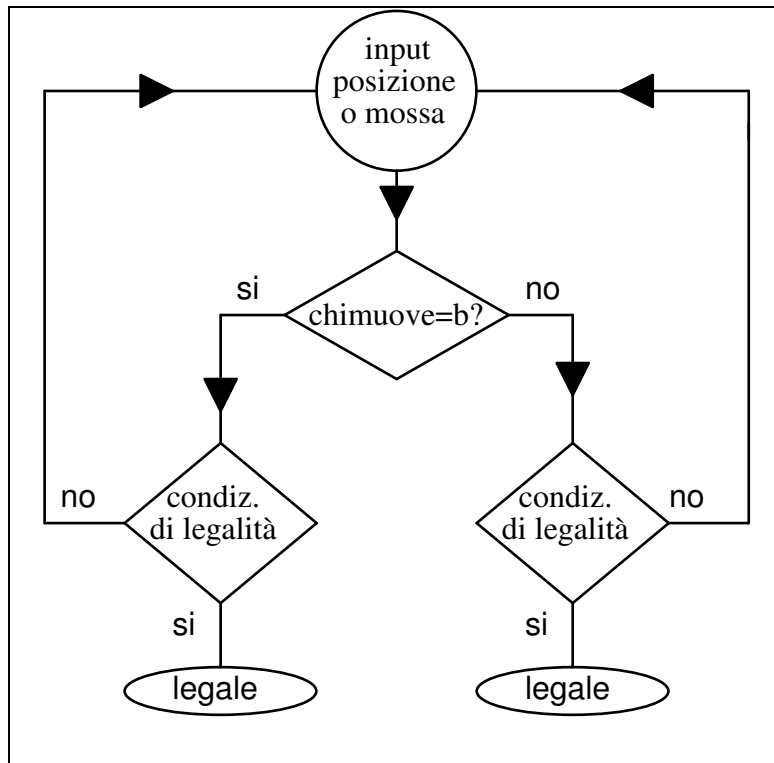 input
posizione
o mossa
si
no
chimuove=b?
no
condiz.
di legalità
condiz.
di legalità
no
si
si
legale
legale